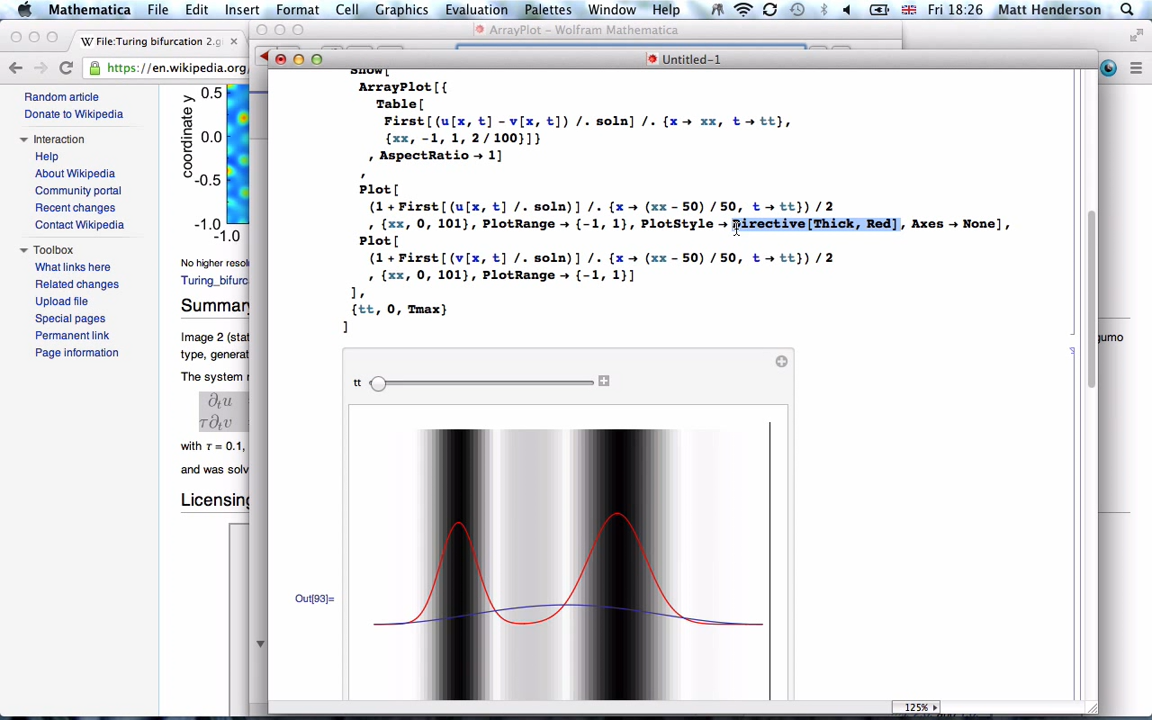 Mathematica File Edit Insert Format Cell Graphics Evaluation Palettes Window Help Fri 18:26 Matt Henderson
File:Turing bifurcation 2.g
ArrayPlot - Wolfram Mathematica
https://en.wikipedia.org/
Untitled-1
Random article
Donate to Wikipedia
Interaction
Help
About Wikipedia
Community portal
Recent changes
Contact Wikipedia
Toolbox
What links here
Related changes
Upload file
Special pages
Permanent link
Page information
coordinate y
0.5
0.0
-0.5
-1.0
-1.0
No higher resolu
Turing_bifurc
Summar
Image 2 (stat
type, generat
The system r
∂tu
τ∂tv
with τ = 0.1,
and was solv
Licensing
gumo
Show[
ArrayPlot[{
Table[
First[(u[x, t] - v[x, t]) /. soln] /. {x → xx, t → tt},
{xx, -1, 1, 2/100}]}
, AspectRatio → 1]
,
Plot[
(1 + First[(u[x, t] /. soln)] /. {x → (xx - 50) / 50, t → tt}) / 2
, {xx, 0, 101}, PlotRange → {-1, 1}, PlotStyle → Directive[Thick, Red], Axes → None],
Plot[
(1 + First[(v[x, t] /. soln)] /. {x → (xx - 50) / 50, t → tt}) / 2
, {xx, 0, 101}, PlotRange → {-1, 1}]
],
{tt, 0, Tmax}
]
tt
Out[93]=
125%